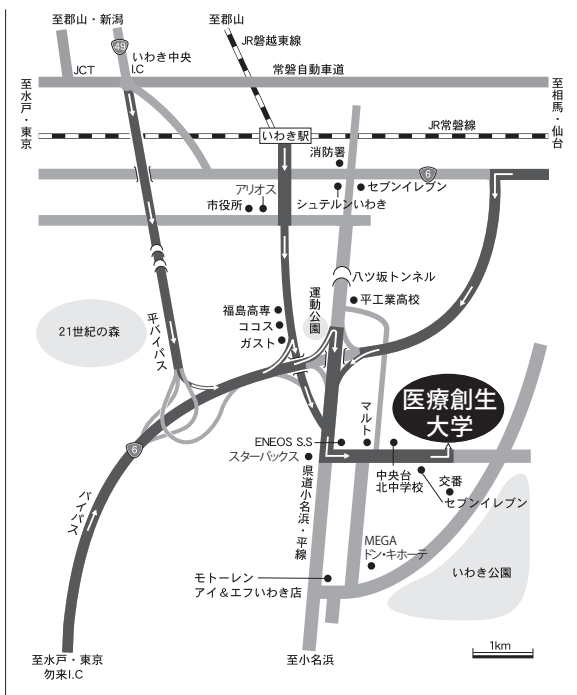 至郡山・新潟
至郡山
49
JR磐越東線
いわき中央
I.C
JCT
常磐自動車道
至水戸・東京
至相馬・仙台
いわき駅
JR常磐線
消防署
6
アリオス
セブンイレブン
市役所
シュテルンいわき
八ツ坂トンネル
運動公園
平工業高校
福島高専
ココス
ガスト
21世紀の森
平バイパス
医療創生
大学
マルト
ENEOS S.S
スターバックス
6
中央台
北中学校
交番
セブンイレブン
県道小名浜・平線
バイパス
MEGA
ドン・キホーテ
いわき公園
モトーレン
アイ&エフいわき店
1km
至水戸・東京
勿来I.C
至小名浜